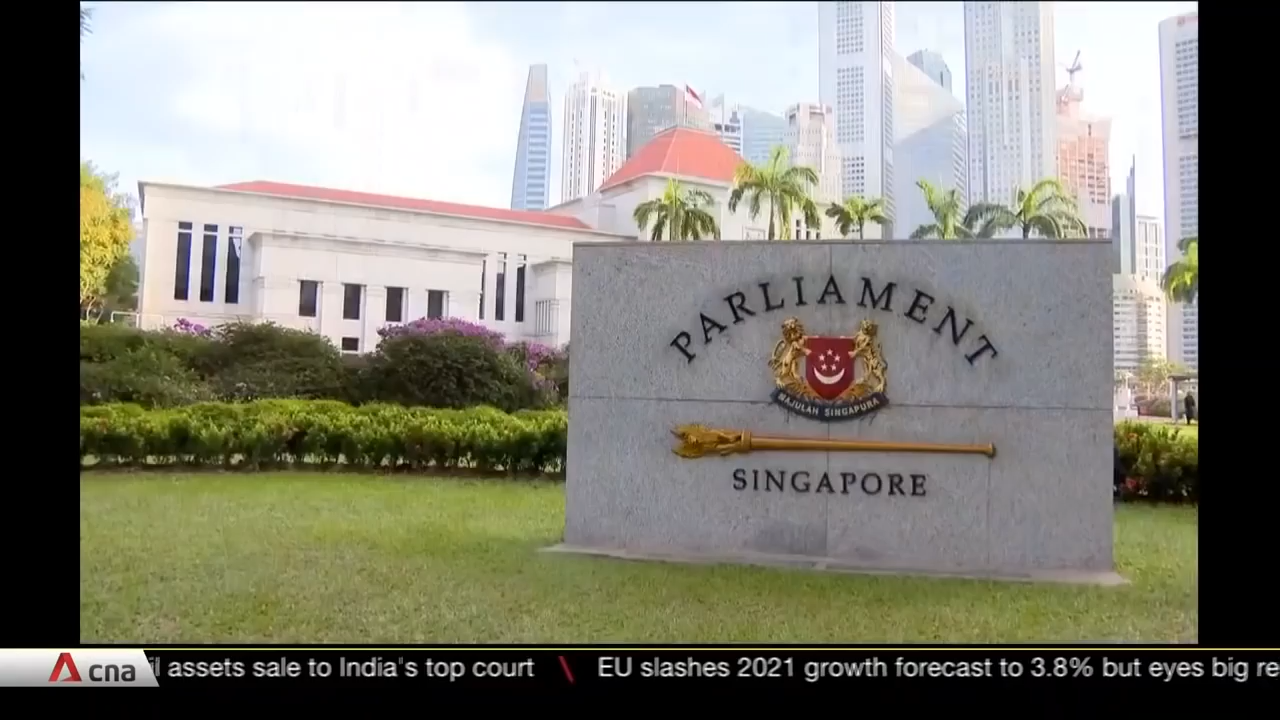 PARLIAMENT
MAJULAH SINGAPURA
SINGAPORE
cna
assets sale to India's top court \ EU slashes 2021 growth forecast to 3.8% but eyes big